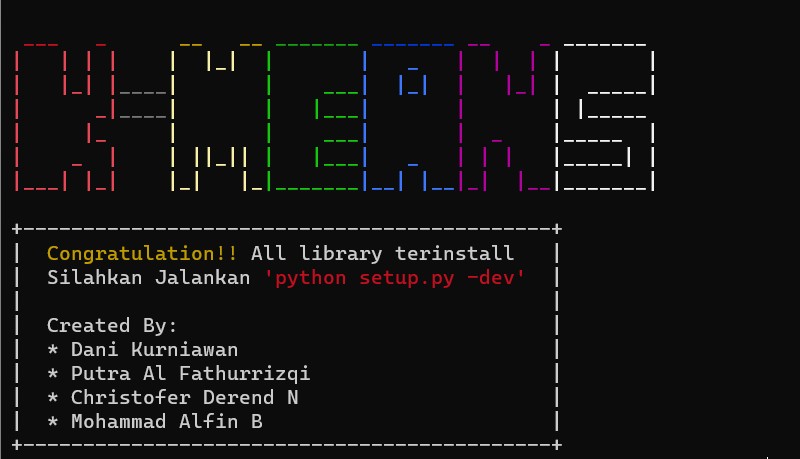 K-MEANS
Congratulation!! All library terinstall
Silahkan Jalankan 'python setup.py -dev'
Created By:
* Dani Kurniawan
* Putra Al Fathurrizqi
* Christofer Derend N
* Mohammad Alfin B